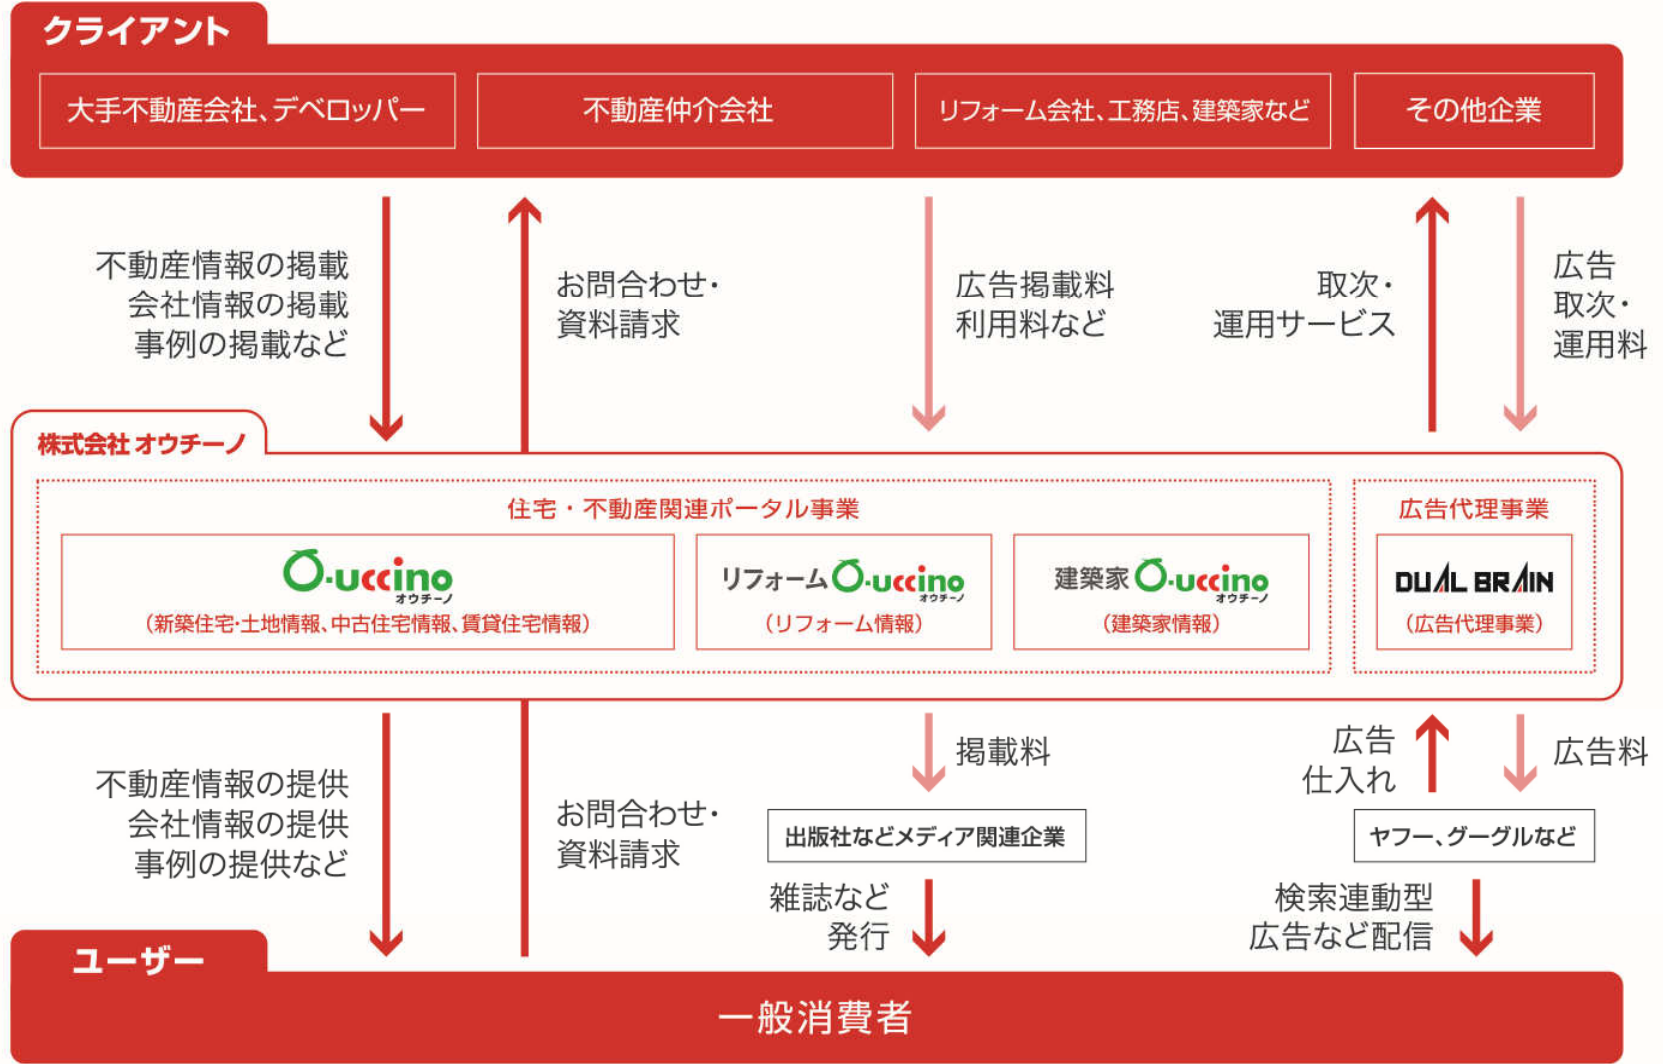 クライアント
大手不動産会社、デベロッパー
不動産仲介会社
リフォーム会社、工務店、建築家など
その他企業
不動産情報の掲載
会社情報の掲載
事例の掲載など
お問合わせ・
資料請求
広告掲載料
利用料など
取次・
運用サービス
広告
取次・
運用料
株式会社 オウチーノ
住宅・不動産関連ポータル事業
O-uccino
オウチーノ
(新築住宅・土地情報、中古住宅情報、賃貸住宅情報)
リフォーム O-uccino
オウチーノ
(リフォーム情報)
建築家 O-uccino
オウチーノ
(建築家情報)
広告代理事業
DUAL BRAIN
(広告代理事業)
不動産情報の提供
会社情報の提供
事例の提供など
お問合わせ・
資料請求
掲載料
出版社などメディア関連企業
雑誌など
発行
広告
仕入れ
広告料
ヤフー、グーグルなど
検索連動型
広告など配信
ユーザー
一般消費者